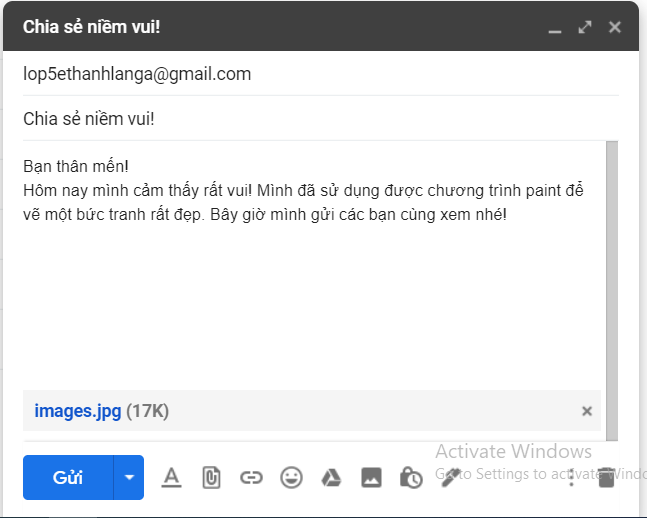 Chia sẻ niềm vui!
lop5ethanhlanga@gmail.com
Chia sẻ niềm vui!
Bạn thân mến!
Hôm nay mình cảm thấy rất vui! Mình đã sử dụng được chương trình paint để
vẽ một bức tranh rất đẹp. Bây giờ mình gửi các bạn cùng xem nhé!
images.jpg (17K)
Activate Windows
Gửi
Go to Settings to activate Windo